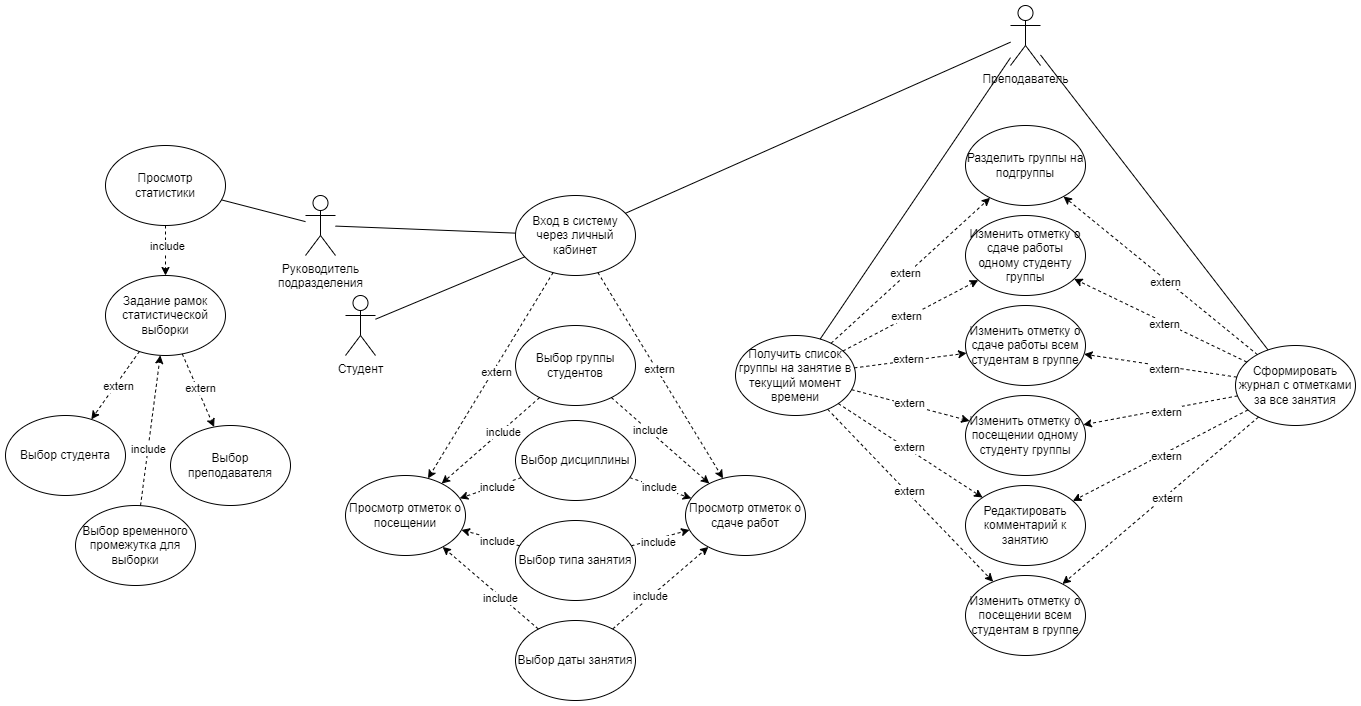 Преподаватель
Просмотр
статистики
include
Руководитель
подразделения
Студент
Вход в систему
через личный
кабинет
Задание рамок
статистической
выборки
extern
extern
include
Выбор студента
Выбор
преподавателя
Выбор временного
промежутка для
выборки
extern
extern
Выбор группы
студентов
include
include
Выбор дисциплины
include
include
Просмотр отметок о
посещении
Просмотр отметок о
сдаче работ
include
include
Выбор типа занятия
include
include
Выбор даты занятия
Разделить группы на
подгруппы
Изменить отметку о
сдаче работы
одному студенту
группы
Изменить отметку о
сдаче работы всем
студентам в группе
Изменить отметку о
посещении одному
студенту группы
Редактировать
комментарий к
занятию
Изменить отметку о
посещении всем
студентам в группе
Получить список
группы на занятие в
текущий момент
времени
extern
extern
extern
extern
extern
extern
Сформировать
журнал с отметками
за все занятия
extern
extern
extern
extern
extern
extern